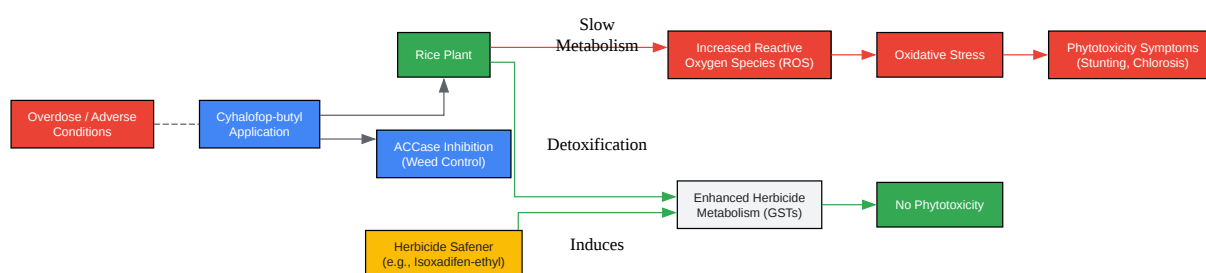 Slow
Metabolism
Rice Plant
Increased Reactive
Oxygen Species (ROS)
Oxidative Stress
Phytotoxicity Symptoms
(Stunting, Chlorosis)
Overdose / Adverse
Conditions
Cyhalofop-butyl
Application
ACCase Inhibition
(Weed Control)
Detoxification
Enhanced Herbicide
Metabolism (GSTs)
No Phytotoxicity
Herbicide Safener
(e.g., Isoxadifen-ethyl)
Induces